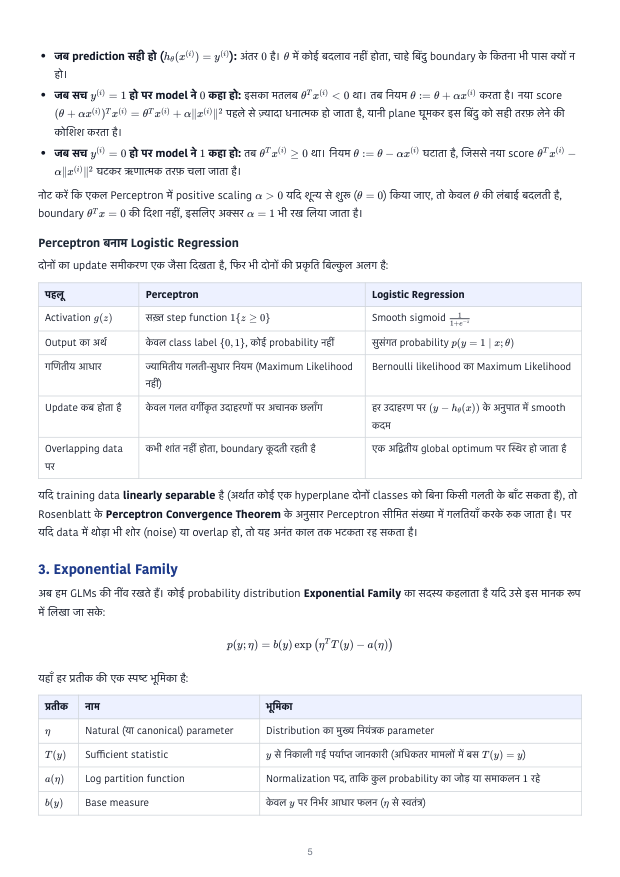 • जब prediction सही हो (h_θ(x^(i)) = y^(i)): अंतर 0 है। θ में कोई बदलाव नहीं होता, चाहे बिंदु boundary के कितना भी पास क्यों न
हो।
• जब सच y^(i) = 1 हो पर model ने 0 कहा हो: इसका मतलब θ^T x^(i) < 0 था। तब नियम θ := θ + αx^(i) करता है। नया score
(θ + αx^(i))^T x^(i) = θ^T x^(i) + α‖x^(i)‖² पहले से ज़्यादा धनात्मक हो जाता है, यानी plane घूमकर इस बिंदु को सही तरफ़ लेने की
कोशिश करता है।
• जब सच y^(i) = 0 हो पर model ने 1 कहा हो: तब θ^T x^(i) ≥ 0 था। नियम θ := θ − αx^(i) घटाता है, जिससे नया score θ^T x^(i) −
α‖x^(i)‖² घटकर ऋणात्मक तरफ़ चला जाता है।
नोट करें कि एकल Perceptron में positive scaling α > 0 यदि शून्य से शुरू (θ = 0) किया जाए, तो केवल θ की लंबाई बदलती है,
boundary θ^T x = 0 की दिशा नहीं, इसलिए अक्सर α = 1 भी रख लिया जाता है।
Perceptron बनाम Logistic Regression
दोनों का update समीकरण एक जैसा दिखता है, फिर भी दोनों की प्रकृति बिल्कुल अलग है:
पहलू Perceptron Logistic Regression
Activation g(z) सख़्त step function 1{z ≥ 0} Smooth sigmoid 1/(1+e^−z)
Output का अर्थ केवल class label {0, 1}, कोई probability नहीं सुसंगत probability p(y = 1 | x; θ)
गणितीय आधार ज्यामितीय गलती-सुधार नियम (Maximum Likelihood Bernoulli likelihood का Maximum Likelihood
नहीं)
Update कब होता है केवल गलत वर्गीकृत उदाहरणों पर अचानक छलाँग हर उदाहरण पर (y − h_θ(x)) के अनुपात में smooth
कदम
Overlapping data कभी शांत नहीं होता, boundary कूदती रहती है एक अद्वितीय global optimum पर स्थिर हो जाता है
पर
यदि training data linearly separable है (अर्थात कोई एक hyperplane दोनों classes को बिना किसी गलती के बाँट सकता है), तो
Rosenblatt के Perceptron Convergence Theorem के अनुसार Perceptron सीमित संख्या में गलतियाँ करके रुक जाता है। पर
यदि data में थोड़ा भी शोर (noise) या overlap हो, तो यह अनंत काल तक भटकता रह सकता है।
3. Exponential Family
अब हम GLMs की नींव रखते हैं। कोई probability distribution Exponential Family का सदस्य कहलाता है यदि उसे इस मानक रूप
में लिखा जा सके:
p(y; η) = b(y) exp (η^T T(y) − a(η))
यहाँ हर प्रतीक की एक स्पष्ट भूमिका है:
प्रतीक नाम भूमिका
η Natural (या canonical) parameter Distribution का मुख्य नियंत्रक parameter
T(y) Sufficient statistic y से निकाली गई पर्याप्त जानकारी (अधिकतर मामलों में बस T(y) = y)
a(η) Log partition function Normalization पद, ताकि कुल probability का जोड़ या समाकलन 1 रहे
b(y) Base measure केवल y पर निर्भर आधार फलन (η से स्वतंत्र)
5